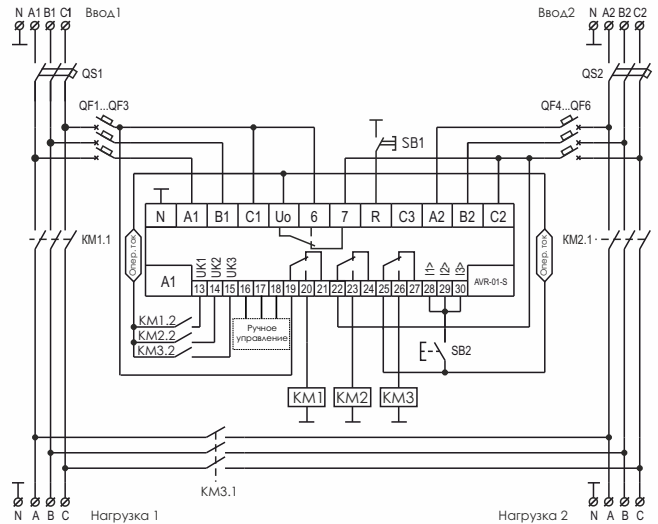 N A1 B1 C1 Ввод1
Ввод2 N A2 B2 C2
QS1
QS2
QF1...QF3
QF4...QF6
SB1
N A1 B1 C1 Uo 6 7 R C3 A2 B2 C2
KM1.1
KM2.1
Опер. ток
Опер. ток
UK1
UK2
UK3
I1>
I2>
I3>
A1
AVR-01-S
13 14 15 16 17 18 19 20 21 22 23 24 25 26 27 28 29 30
KM1.2
KM2.2
KM3.2
Ручное
управление
SB2
KM1 KM2 KM3
KM3.1
N A B C Нагрузка 1
Нагрузка 2 N A B C